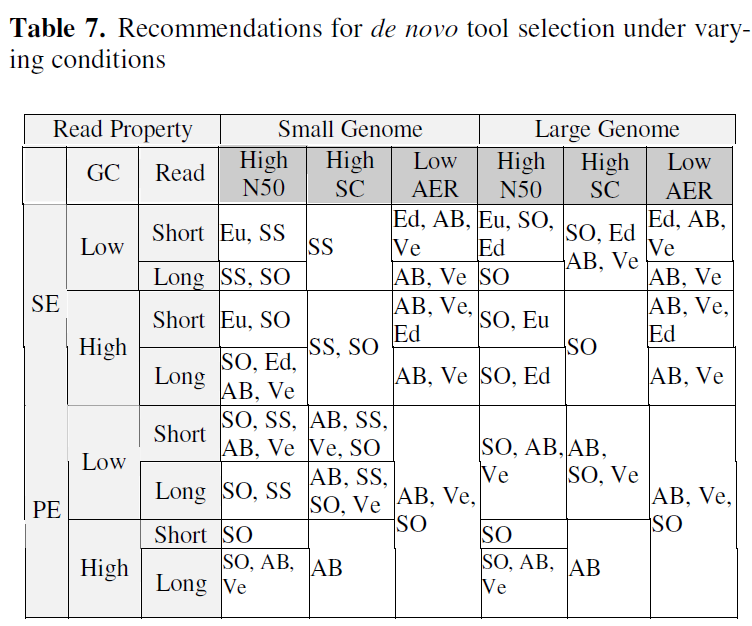 Table 7. Recommendations for de novo tool selection under vary-
ing conditions
Read Property Small Genome Large Genome
GC Read High N50 High SC Low AER High N50 High SC Low AER
SE Low Short Eu, SS SS Ed, AB, Ve Eu, SO, Ed SO, Ed AB, Ve Ed, AB, Ve
Long SS, SO AB, Ve SO AB, Ve
High Short Eu, SO SS, SO AB, Ve, Ed SO, Eu SO AB, Ve, Ed
Long SO, Ed, AB, Ve AB, Ve SO, Ed AB, Ve
PE Low Short SO, SS, AB, Ve AB, SS, Ve, SO AB, Ve, SO SO, AB, Ve AB, SO, Ve AB, Ve, SO
Long SO, SS AB, SS, SO, Ve
High Short SO AB SO AB
Long SO, AB, Ve SO, AB, Ve